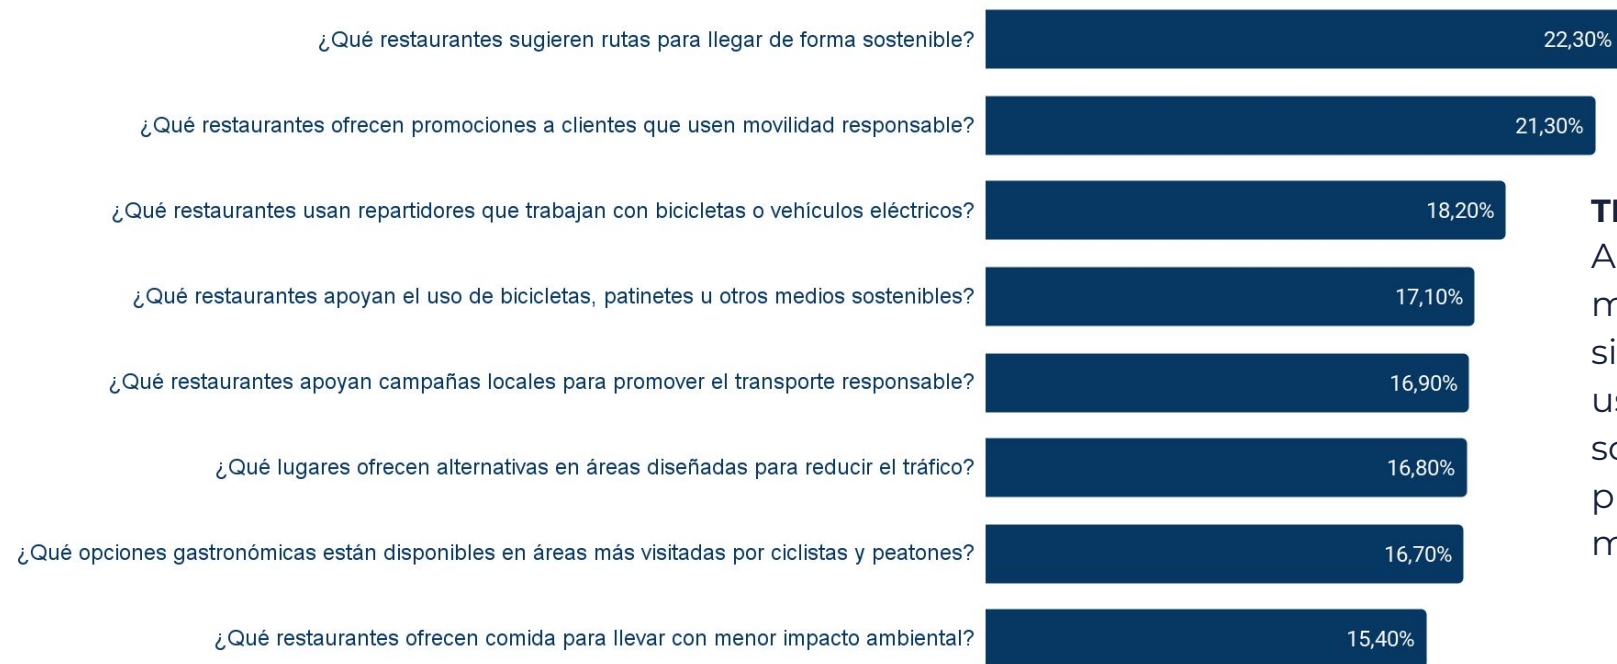 ¿Qué restaurantes sugieren rutas para llegar de forma sostenible? 22,30%
¿Qué restaurantes ofrecen promociones a clientes que usen movilidad responsable? 21,30%
¿Qué restaurantes usan repartidores que trabajan con bicicletas o vehículos eléctricos? 18,20%
¿Qué restaurantes apoyan el uso de bicicletas, patinetes u otros medios sostenibles? 17,10%
¿Qué restaurantes apoyan campañas locales para promover el transporte responsable? 16,90%
¿Qué lugares ofrecen alternativas en áreas diseñadas para reducir el tráfico? 16,80%
¿Qué opciones gastronómicas están disponibles en áreas más visitadas por ciclistas y peatones? 16,70%
¿Qué restaurantes ofrecen comida para llevar con menor impacto ambiental? 15,40%